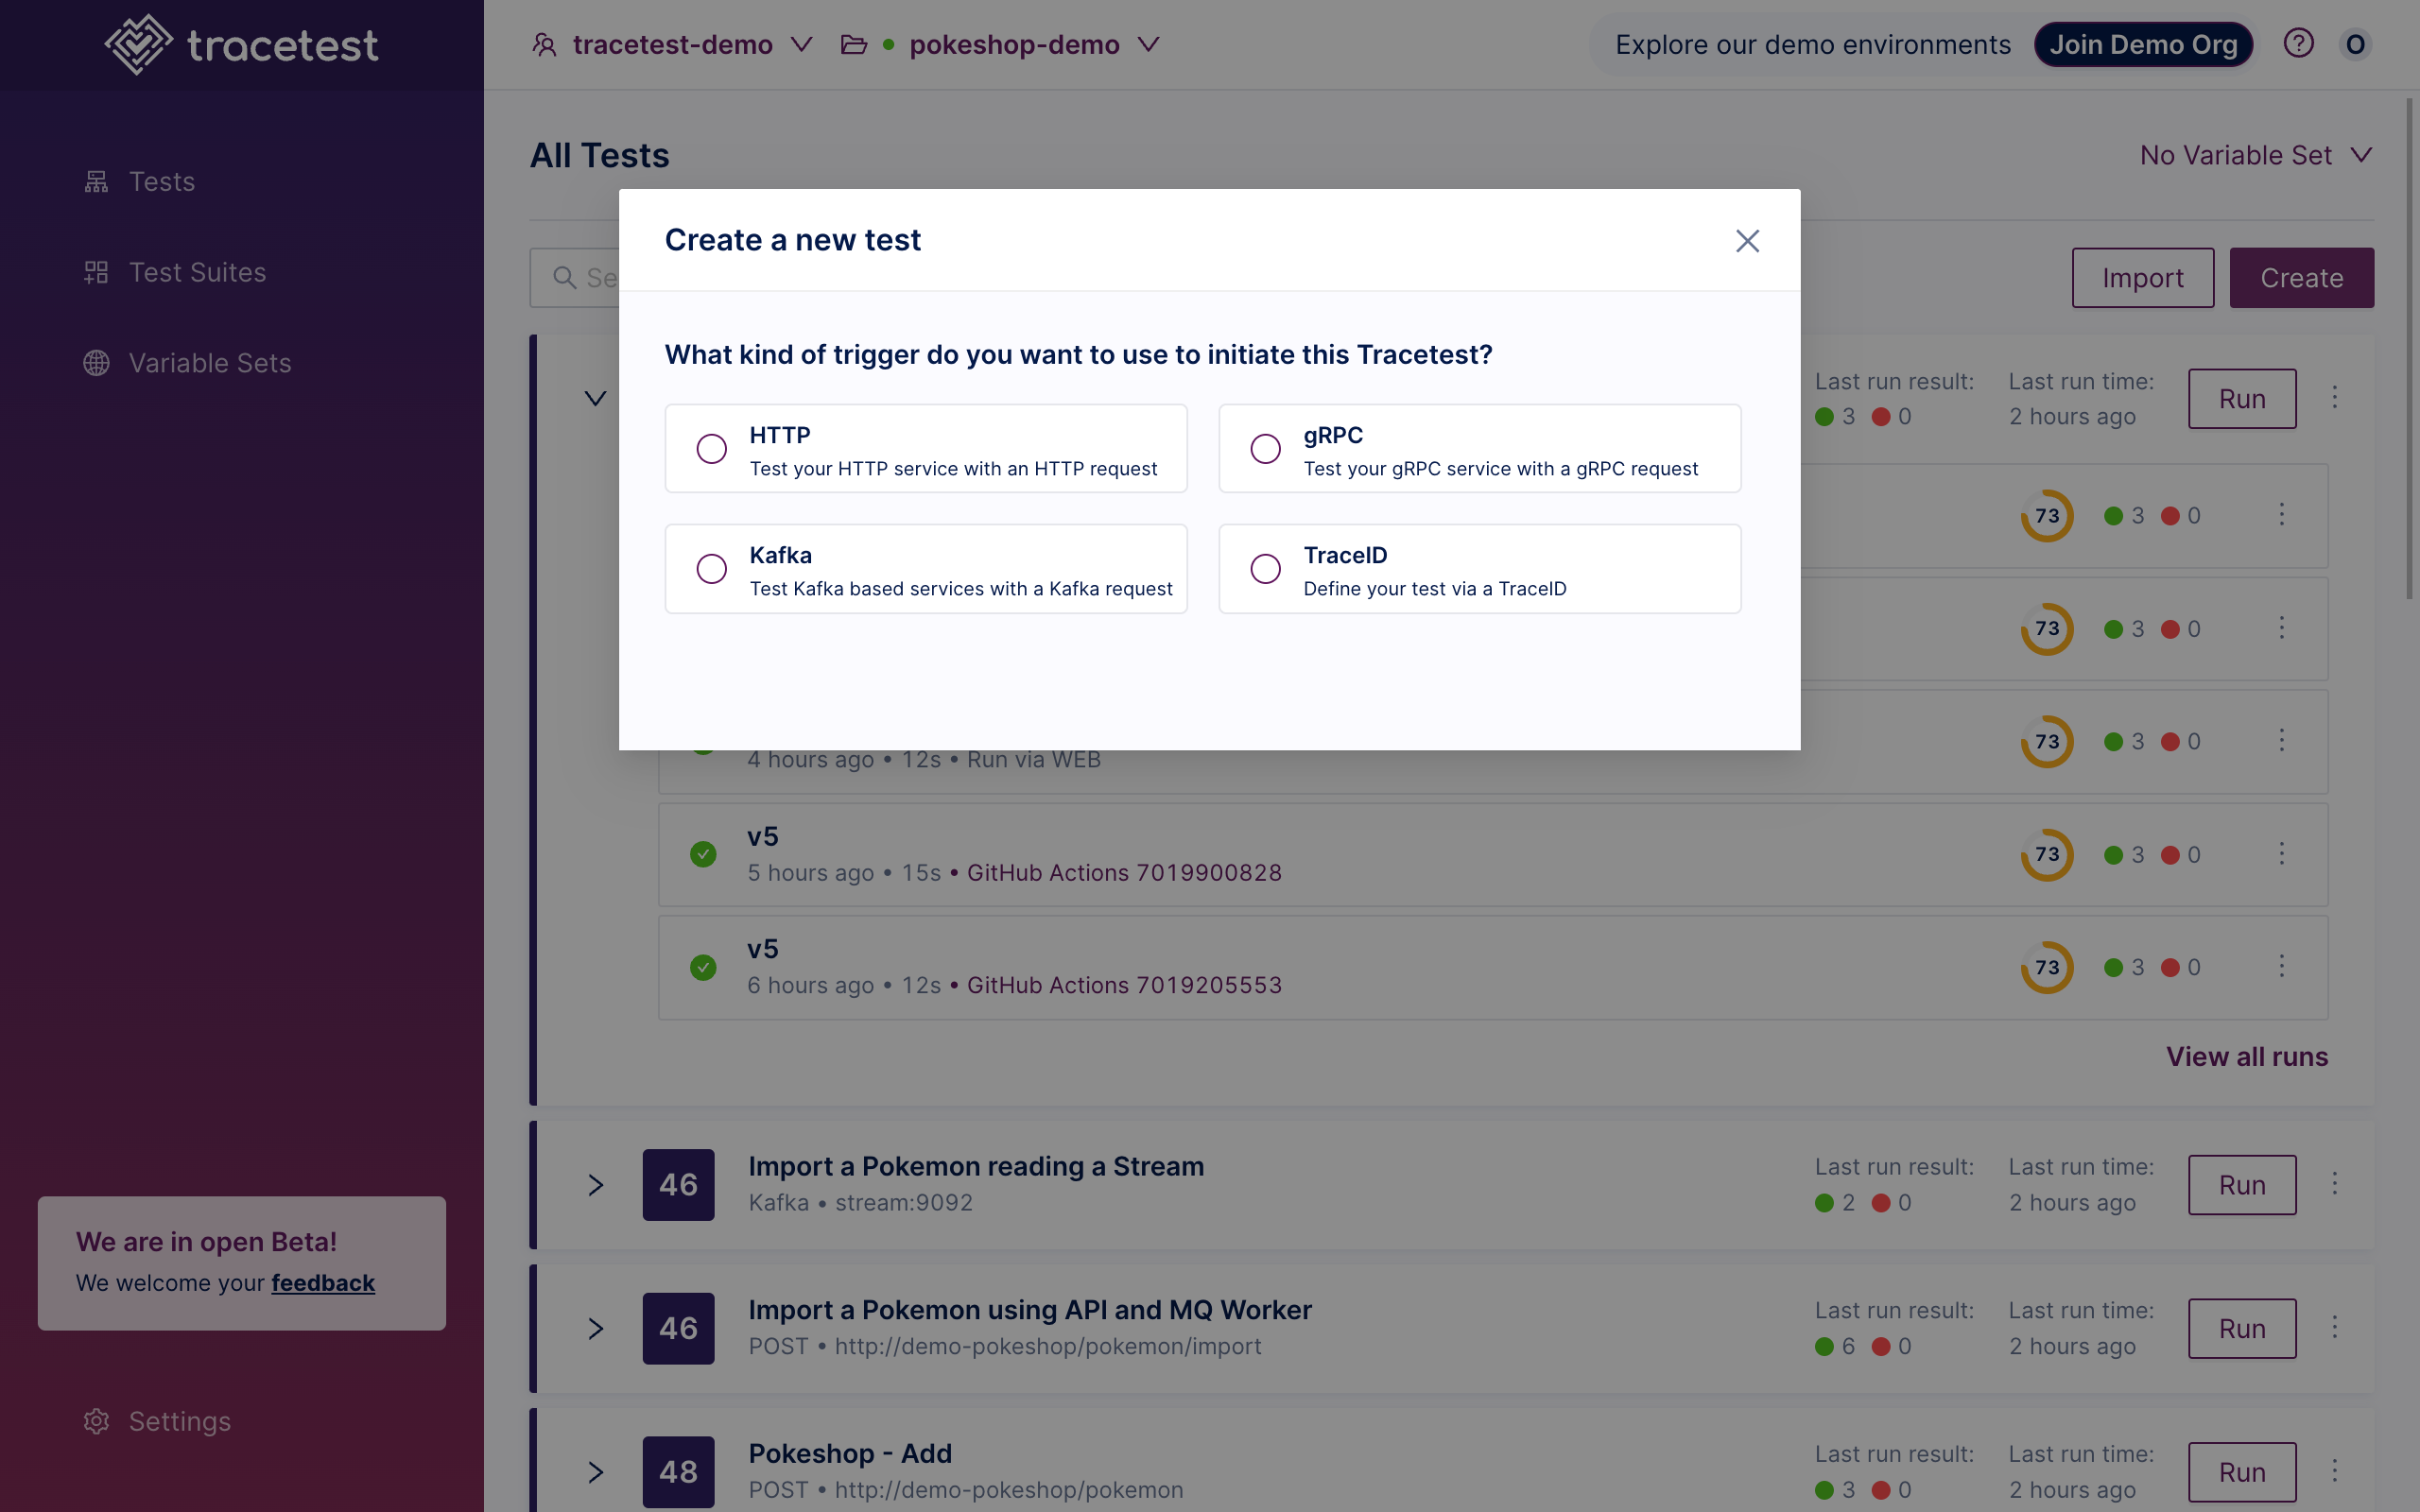 tracetest
tracetest-demo
pokeshop-demo
Explore our demo environments
Join Demo Org
O
Tests
Test Suites
Variable Sets
All Tests
No Variable Set
Se
Import
Create
Create a new test
What kind of trigger do you want to use to initiate this Tracetest?
HTTP
Test your HTTP service with an HTTP request
gRPC
Test your gRPC service with a gRPC request
Kafka
Test Kafka based services with a Kafka request
TraceID
Define your test via a TraceID
Last run result:
3 0
Last run time:
2 hours ago
Run
73 3 0
73 3 0
4 hours ago • 12s • Run via WEB
73 3 0
v5
5 hours ago • 15s • GitHub Actions 7019900828
73 3 0
v5
6 hours ago • 12s • GitHub Actions 7019205553
73 3 0
View all runs
46
Import a Pokemon reading a Stream
Kafka • stream:9092
Last run result:
2 0
Last run time:
2 hours ago
Run
46
Import a Pokemon using API and MQ Worker
POST • http://demo-pokeshop/pokemon/import
Last run result:
6 0
Last run time:
2 hours ago
Run
48
Pokeshop - Add
POST • http://demo-pokeshop/pokemon
Last run result:
3 0
Last run time:
2 hours ago
Run
We are in open Beta!
We welcome your feedback
Settings